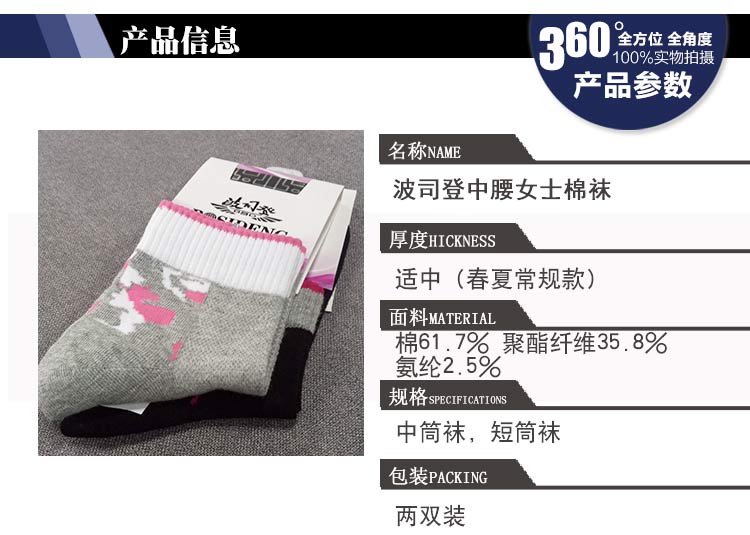 产品信息
360°全方位 全角度
100%实物拍摄
产品参数
波司登
BOSIDENG
名称NAME
波司登中腰女士棉袜
厚度HICKNESS
适中（春夏常规款）
面料MATERIAL
棉61.7% 聚酯纤维35.8%
氨纶2.5%
规格SPECIFICATIONS
中筒袜，短筒袜
包装PACKING
两双装